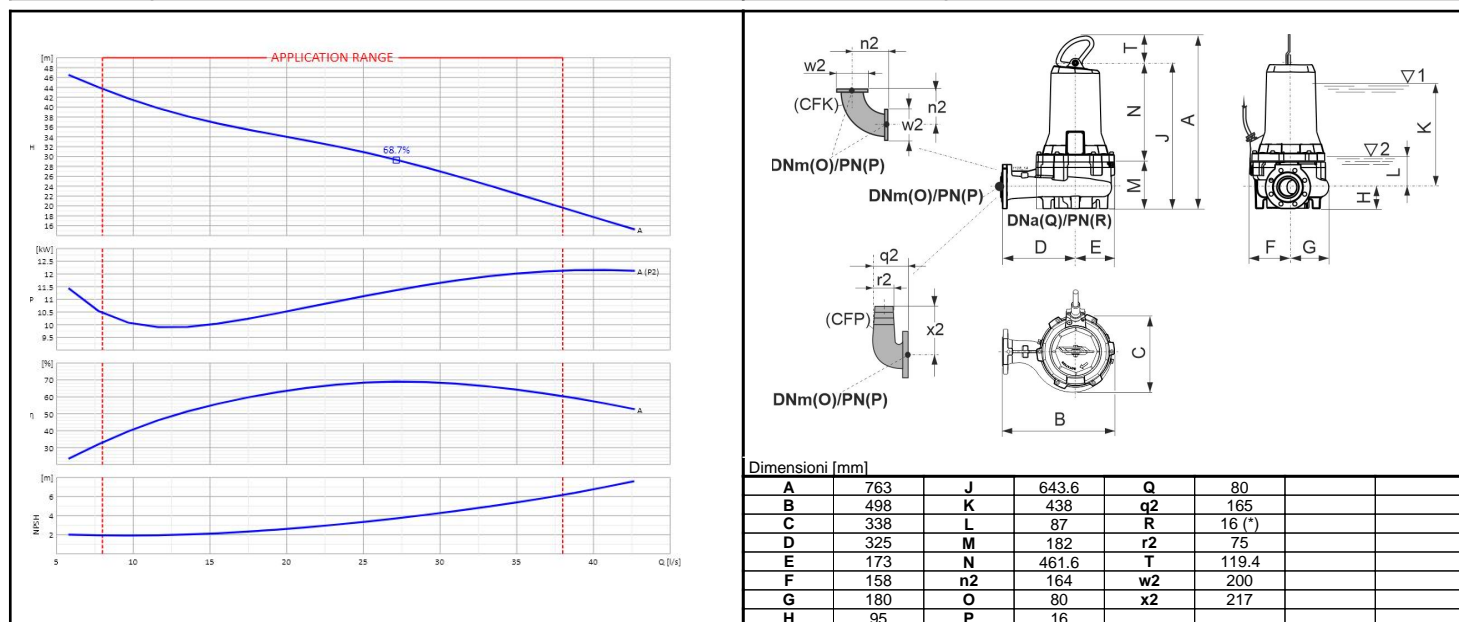 APPLICATION RANGE
[m]
48
46
44
42
40
38
36
34
32
30
28
26
24
22
20
18
16
H
68.7%
A
[kW]
12.5
12
11.5
11
10.5
10
9.5
P
A (P2)
[%]
70
60
50
40
30
η
A
[m]
6
4
2
NPSH
5
10
15
20
25
30
35
40
Q [l/s]
n2
w2
(CFK)
n2
w2
DNm(O)/PN(P)
DNm(O)/PN(P)
DNa(Q)/PN(R)
T
N
J
A
M
D
E
▽1
▽2
K
L
H
F
G
q2
r2
(CFP)
x2
DNm(O)/PN(P)
C
B
Dimensioni [mm]
A 763 J 643.6 Q 80
B 498 K 438 q2 165
C 338 L 87 R 16 (*)
D 325 M 182 r2 75
E 173 N 461.6 T 119.4
F 158 n2 164 w2 200
G 180 O 80 x2 217
H 95 P 16